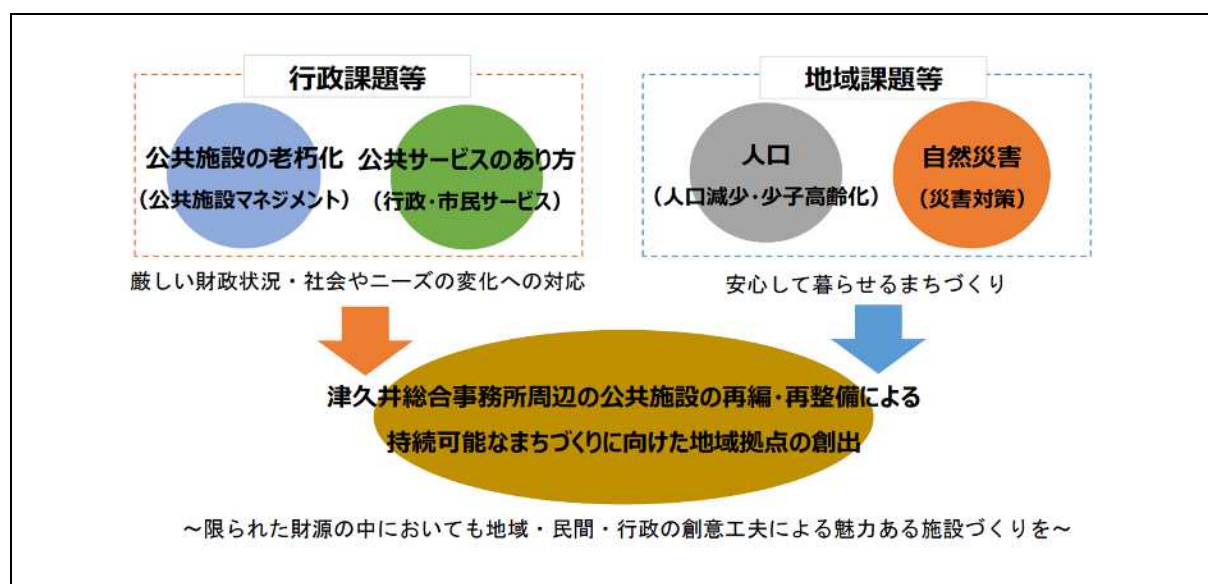 行政課題等
公共施設の老朽化
(公共施設マネジメント)
公共サービスのあり方
(行政・市民サービス)
厳しい財政状況・社会やニーズの変化への対応
地域課題等
人口
(人口減少・少子高齢化)
自然災害
(災害対策)
安心して暮らせるまちづくり
津久井総合事務所周辺の公共施設の再編・再整備による
持続可能なまちづくりに向けた地域拠点の創出
～限られた財源の中においても地域・民間・行政の創意工夫による魅力ある施設づくりを～